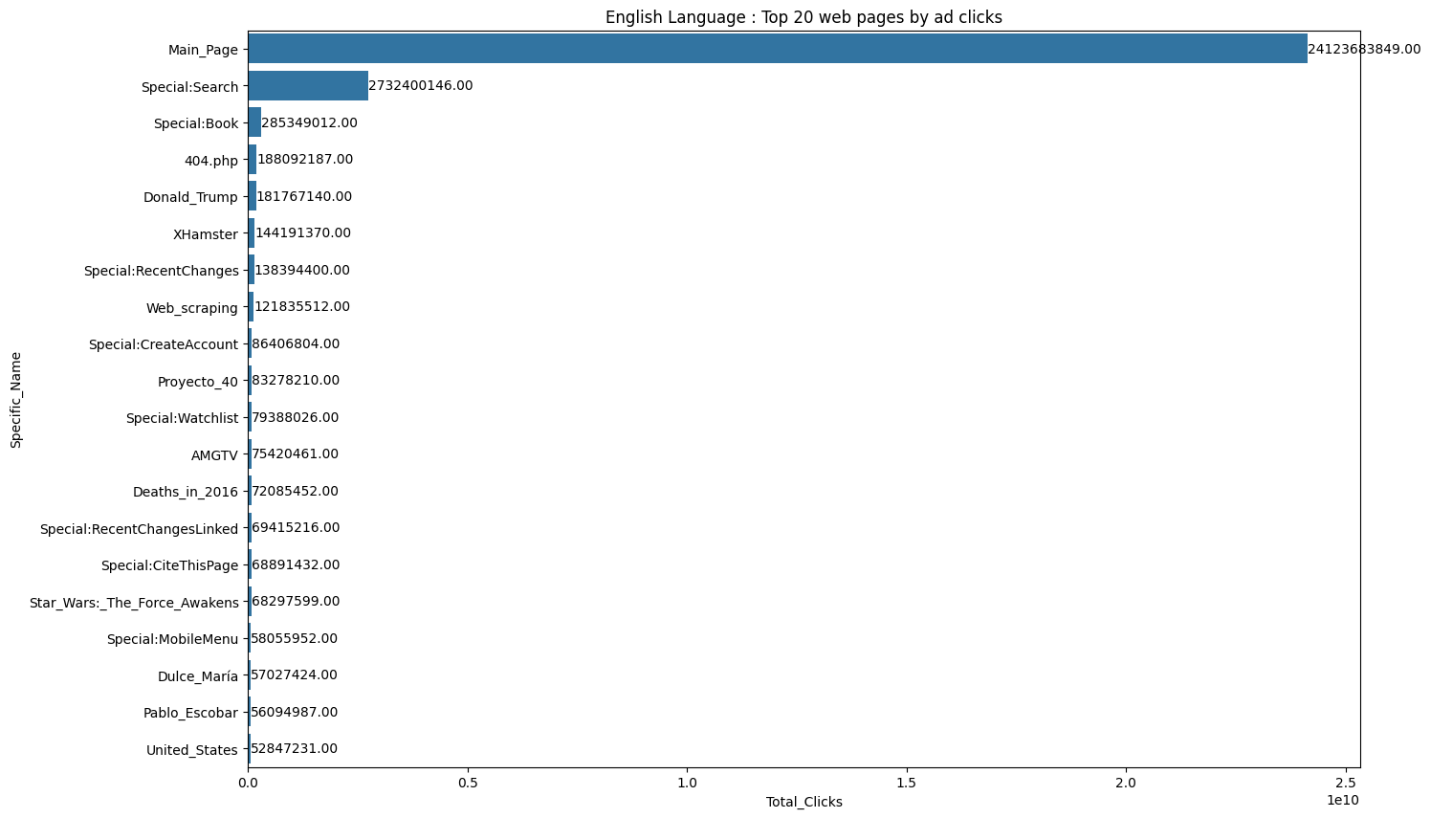 English Language : Top 20 web pages by ad clicks
Specific_Name
Main_Page 24123683849.00
Special:Search 2732400146.00
Special:Book 285349012.00
404.php 188092187.00
Donald_Trump 181767140.00
XHamster 144191370.00
Special:RecentChanges 138394400.00
Web_scraping 121835512.00
Special:CreateAccount 86406804.00
Proyecto_40 83278210.00
Special:Watchlist 79388026.00
AMGTV 75420461.00
Deaths_in_2016 72085452.00
Special:RecentChangesLinked 69415216.00
Special:CiteThisPage 68891432.00
Star_Wars:_The_Force_Awakens 68297599.00
Special:MobileMenu 58055952.00
Dulce_María 57027424.00
Pablo_Escobar 56094987.00
United_States 52847231.00
0.0 0.5 1.0 1.5 2.0 2.5
1e10
Total_Clicks